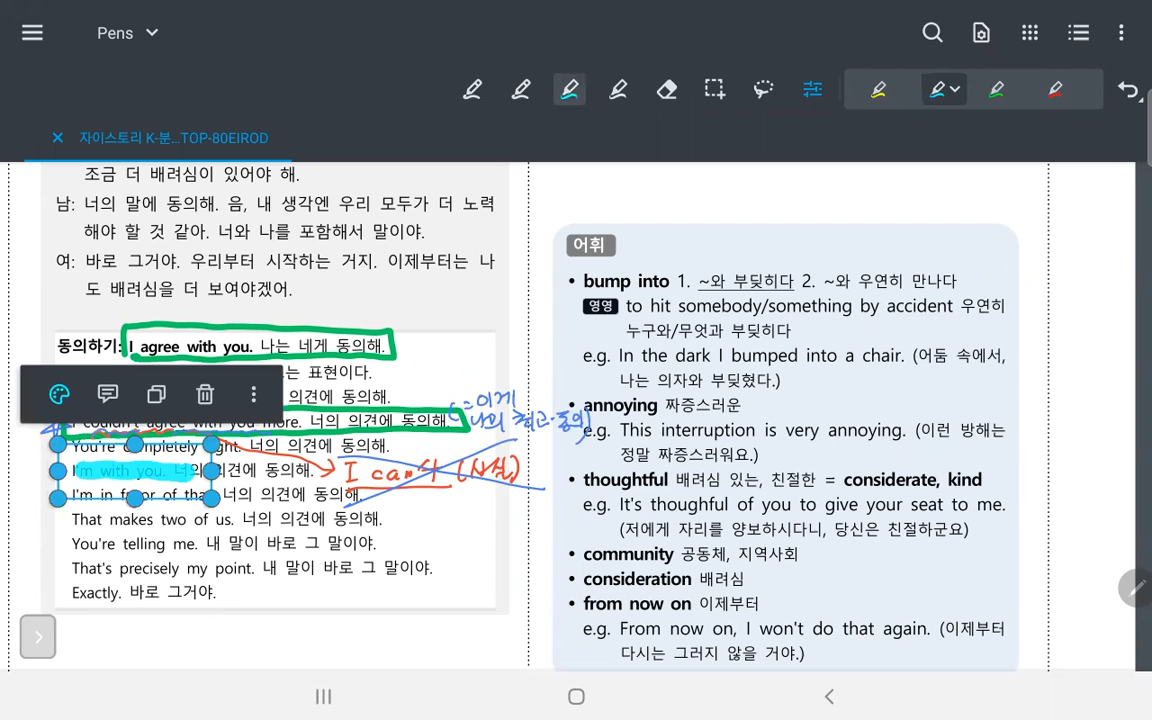 Pens
자이스토리 K-분...TOP-80EIROD
조금 더 배려심이 있어야 해.
남: 너의 말에 동의해. 음, 내 생각엔 우리 모두가 더 노력
해야 할 것 같아. 너와 나를 포함해서 말이야.
여: 바로 그거야. 우리부터 시작하는 거지. 이제부터는 나
도 배려심을 더 보여야겠어.
동의하기: I agree with you. 나는 네게 동의해.
는 표현이다.
의견에 동의해.
I couldn't agree with you more. 너의 의견에 동의해.
(=이게 나의 최근 동의)
You're completely right. 너의 의견에 동의해.
I'm with you. 너의 의견에 동의해.
I can't (사실)
I'm in favor of that. 너의 의견에 동의해.
That makes two of us. 너의 의견에 동의해.
You're telling me. 내 말이 바로 그 말이야.
That's precisely my point. 내 말이 바로 그 말이야.
Exactly. 바로 그거야.
어휘
• bump into 1. ~와 부딪히다 2. ~와 우연히 만나다
영영 to hit somebody/something by accident 우연히
누구와/무엇과 부딪히다
e.g. In the dark I bumped into a chair. (어둠 속에서,
나는 의자와 부딪혔다.)
• annoying 짜증스러운
e.g. This interruption is very annoying. (이런 방해는
정말 짜증스러워요.)
• thoughtful 배려심 있는, 친절한 = considerate, kind
e.g. It's thoughtful of you to give your seat to me.
(저에게 자리를 양보하시다니, 당신은 친절하군요)
• community 공동체, 지역사회
• consideration 배려심
• from now on 이제부터
e.g. From now on, I won't do that again. (이제부터
다시는 그러지 않을 거야.)